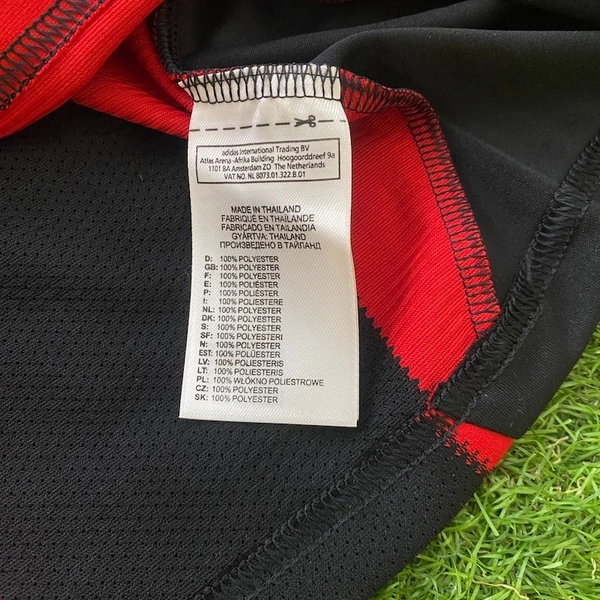 adidas International Trading BV
Atlas Arena -Afrika Building Hoogoorddreef 9a
1101 BA Amsterdam ZO The Netherlands
VAT NO. NL 8073.01.322.B.01
MADE IN THAILAND
FABRIQUÉ EN THAÏLANDE
FABRICADO EN TAILANDIA
GYÁRTVA: THAILAND
ПРОИЗВЕДЕНО В ТАЙЛАНД
D: 100% POLYESTER
GB: 100% POLYESTER
F: 100% POLYESTER
E: 100% POLIÉSTER
P: 100% POLIÉSTER
I: 100% POLIESTERE
NL: 100% POLYESTER
DK: 100% POLYESTER
S: 100% POLYESTER
SF: 100% POLYESTERI
N: 100% POLYESTER
EST: 100% POLÜESTER
LV: 100% POLIESTERIS
LT: 100% POLIESTERIS
PL: 100% WŁÓKNO POLIESTROWE
CZ: 100% POLYESTER
SK: 100% POLYESTER